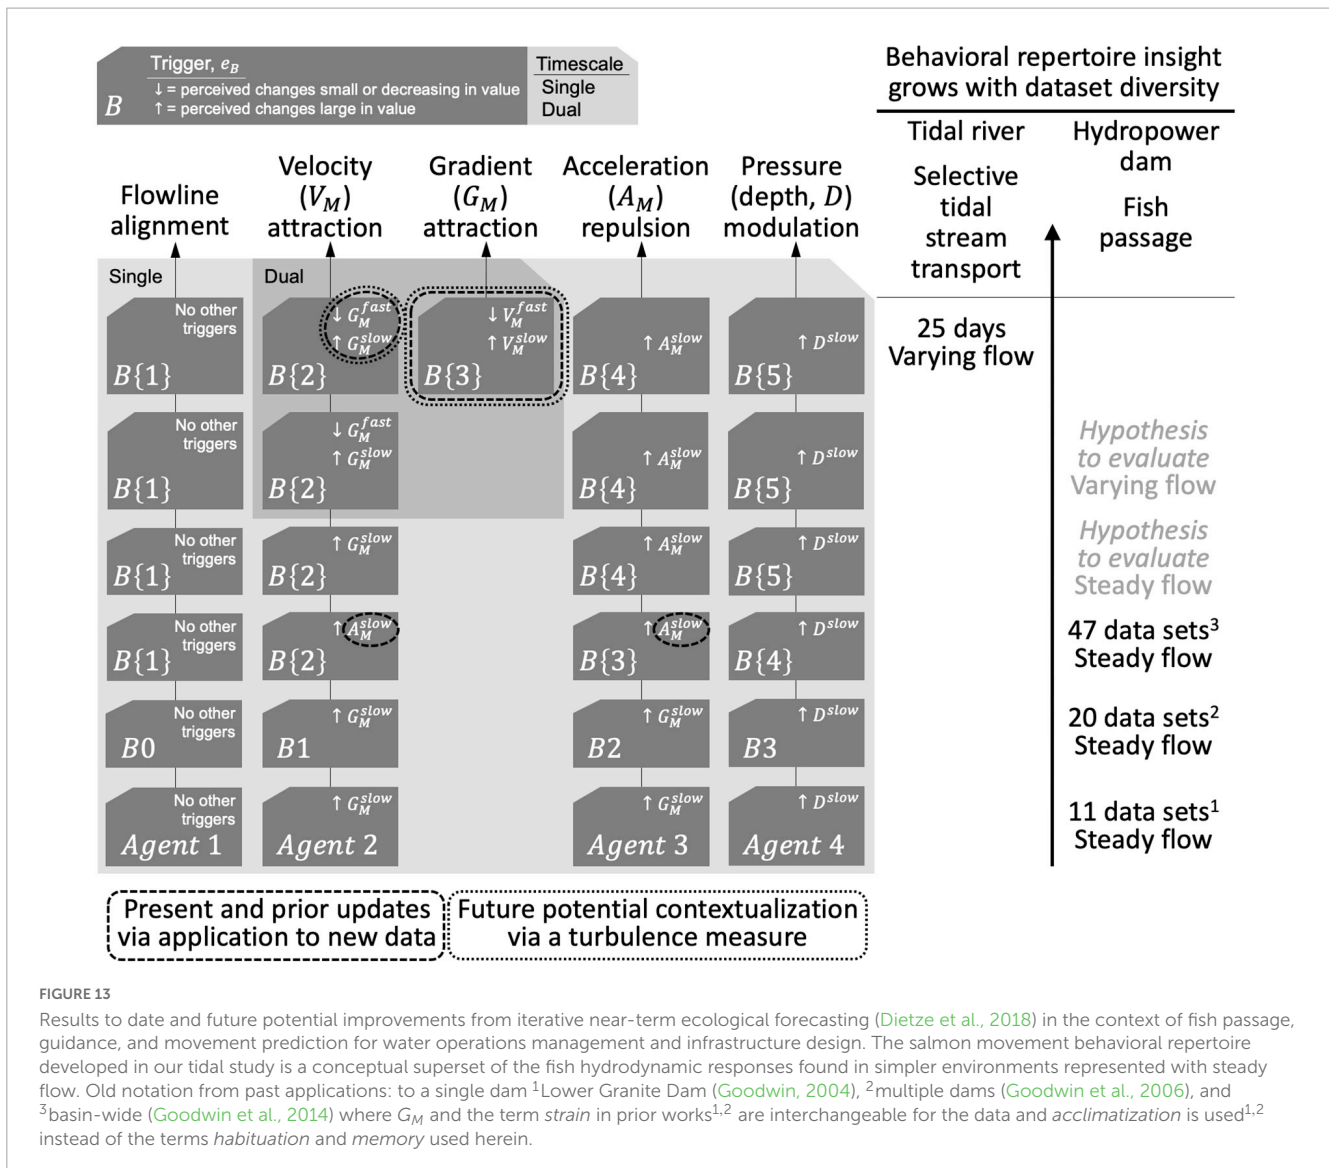 Trigger, e_B
↓ = perceived changes small or decreasing in value
↑ = perceived changes large in value
B
Timescale
Single
Dual
Behavioral repertoire insight
grows with dataset diversity
Tidal river
Selective
tidal
stream
transport
Hydropower
dam
Fish
passage
Flowline
alignment
Velocity
(V_M)
attraction
Gradient
(G_M)
attraction
Acceleration
(A_M)
repulsion
Pressure
(depth, D)
modulation
Single
Dual
No other
triggers
B{1}
↓ G_M^fast
↑ G_M^slow
B{2}
↓ V_M^fast
↑ V_M^slow
B{3}
↑ A_M^slow
B{4}
↑ D^slow
B{5}
25 days
Varying flow
No other
triggers
B{1}
↓ G_M^fast
↑ G_M^slow
B{2}
↑ A_M^slow
B{4}
↑ D^slow
B{5}
Hypothesis
to evaluate
Varying flow
No other
triggers
B{1}
↑ G_M^slow
B{2}
↑ A_M^slow
B{4}
↑ D^slow
B{5}
Hypothesis
to evaluate
Steady flow
No other
triggers
B{1}
↑ A_M^slow
B{2}
↑ A_M^slow
B{3}
↑ D^slow
B{4}
47 data sets³
Steady flow
No other
triggers
B0
↑ G_M^slow
B1
↑ G_M^slow
B2
↑ D^slow
B3
20 data sets²
Steady flow
No other
triggers
Agent 1
↑ G_M^slow
Agent 2
↑ G_M^slow
Agent 3
↑ D^slow
Agent 4
11 data sets¹
Steady flow
Present and prior updates
via application to new data
Future potential contextualization
via a turbulence measure
FIGURE 13
Results to date and future potential improvements from iterative near-term ecological forecasting (Dietze et al., 2018) in the context of fish passage,
guidance, and movement prediction for water operations management and infrastructure design. The salmon movement behavioral repertoire
developed in our tidal study is a conceptual superset of the fish hydrodynamic responses found in simpler environments represented with steady
flow. Old notation from past applications: to a single dam ¹Lower Granite Dam (Goodwin, 2004), ²multiple dams (Goodwin et al., 2006), and
³basin-wide (Goodwin et al., 2014) where G_M and the term strain in prior works¹,² are interchangeable for the data and acclimatization is used¹,²
instead of the terms habituation and memory used herein.